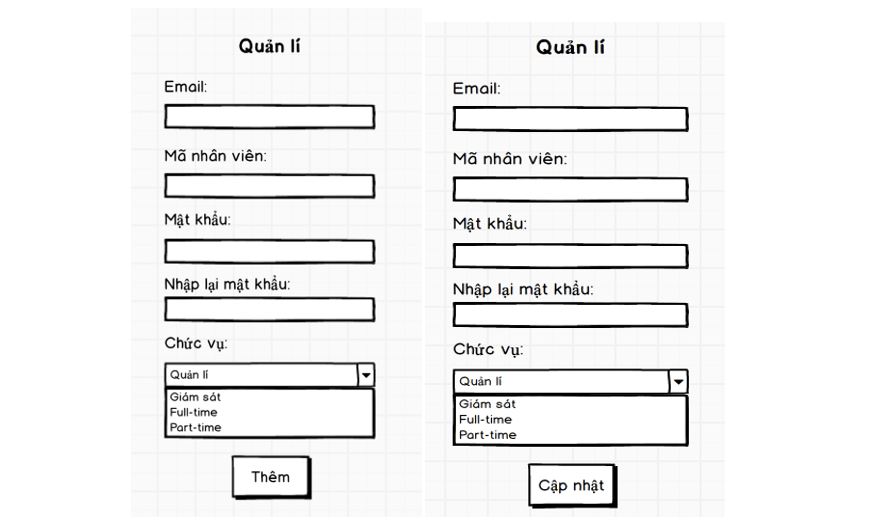 Quản lí
Email:
Mã nhân viên:
Mật khẩu:
Nhập lại mật khẩu:
Chức vụ:
Quản lí
Giám sát
Full-time
Part-time
Thêm
Quản lí
Email:
Mã nhân viên:
Mật khẩu:
Nhập lại mật khẩu:
Chức vụ:
Quản lí
Giám sát
Full-time
Part-time
Cập nhật